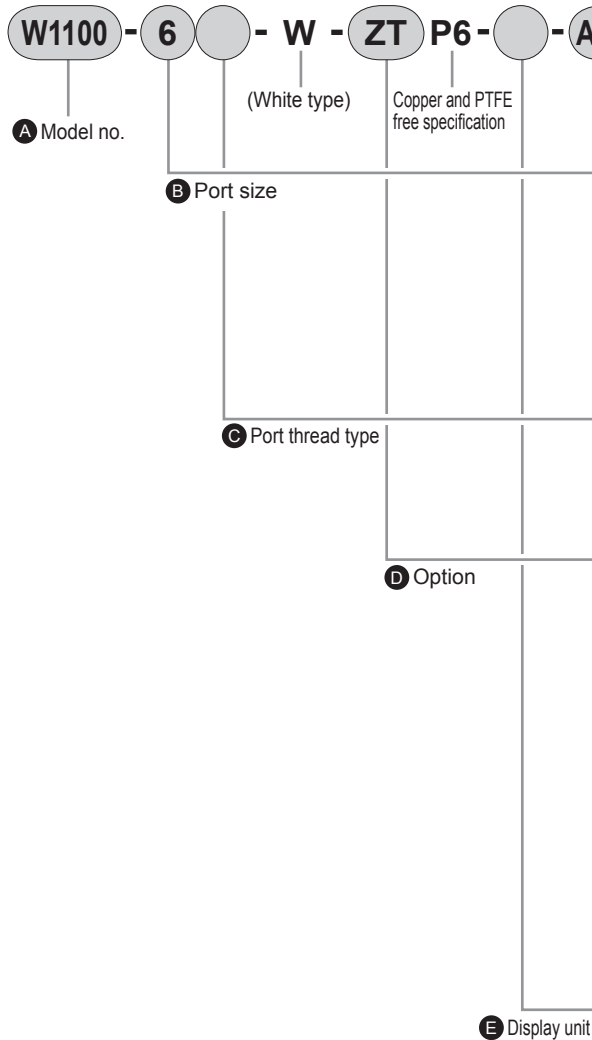 W1100 - 6 - W - ZT P6 - - A
(White type)
Copper and PTFE
free specification
A Model no.
B Port size
C Port thread type
D Option
E Display unit